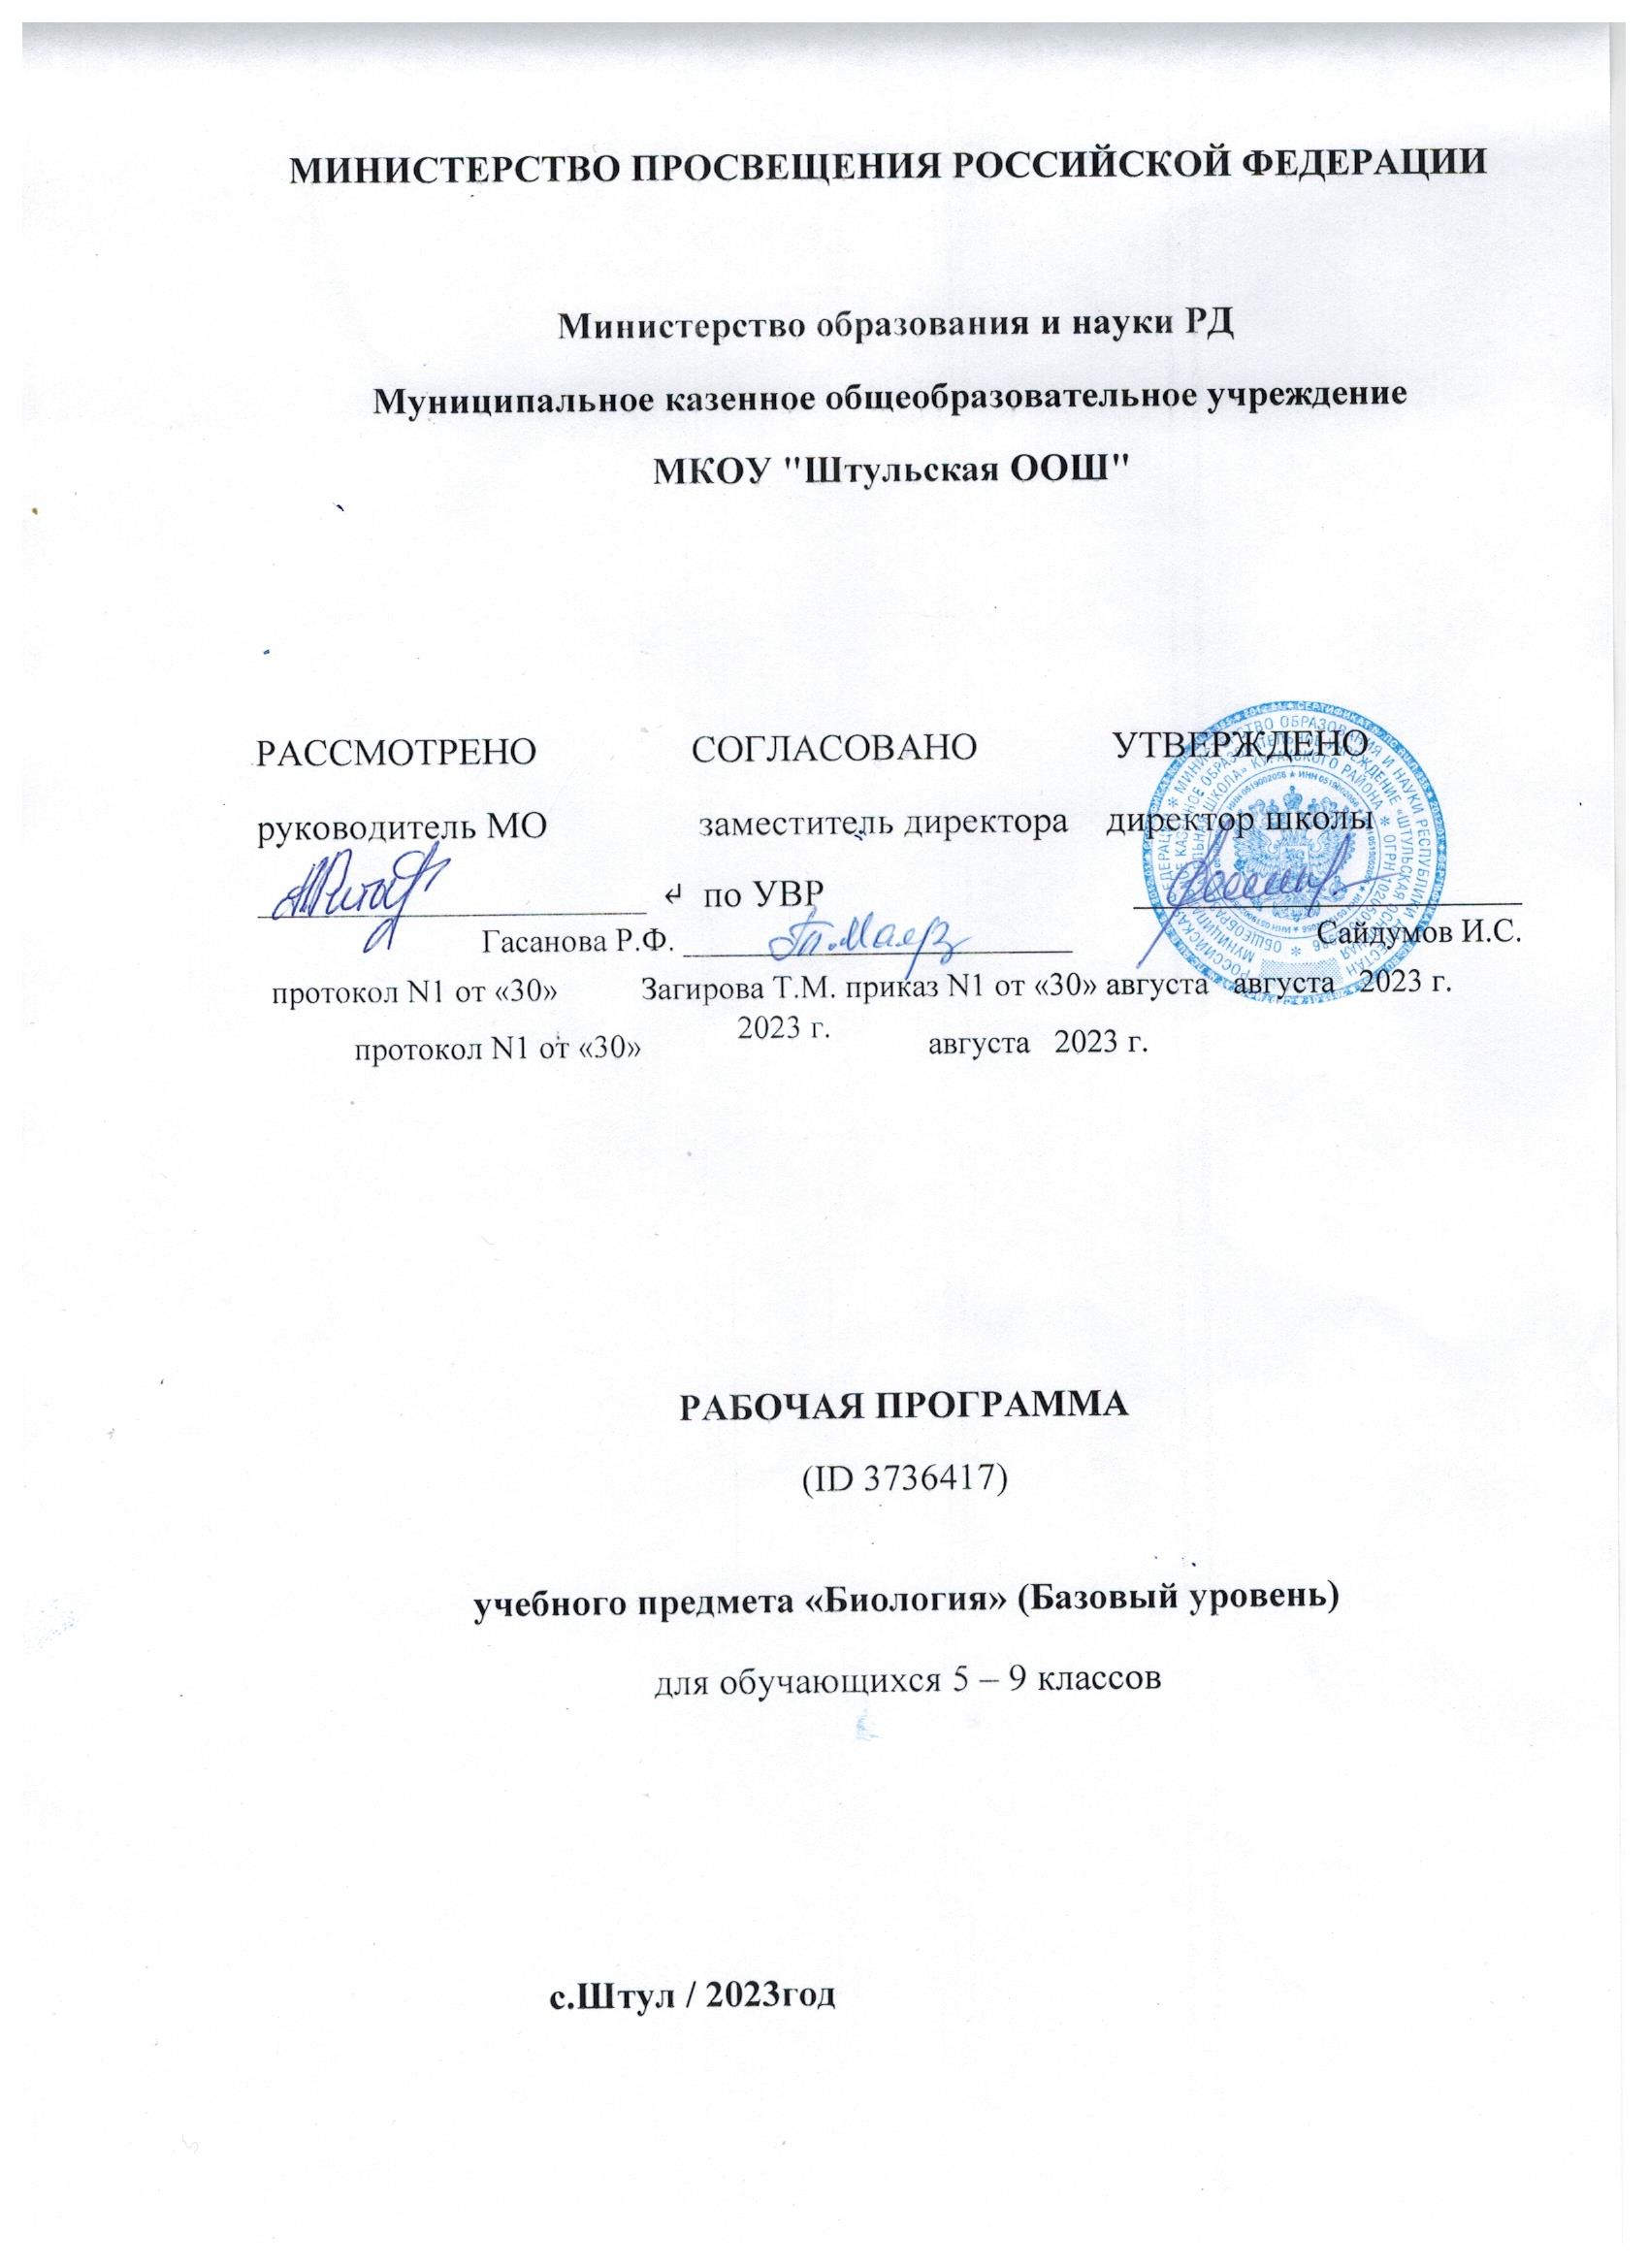 МИНИСТЕРСТВО ПРОСВЕЩЕНИЯ РОССИЙСКОЙ ФЕДЕРАЦИИ
Министерство образования и науки РД
Муниципальное казенное общеобразовательное учреждение
МКОУ "Штульская ООШ"
РАССМОТРЕНО СОГЛАСОВАНО УТВЕРЖДЕНО
руководитель МО заместитель директора директор школы
↵ по УВР
Гасанова Р.Ф. Сайдумов И.С.
протокол N1 от «30» Загирова Т.М. приказ N1 от «30» августа августа 2023 г.
2023 г.
протокол N1 от «30» августа 2023 г.
РАБОЧАЯ ПРОГРАММА
(ID 3736417)
учебного предмета «Биология» (Базовый уровень)
для обучающихся 5 – 9 классов
с.Штул / 2023год